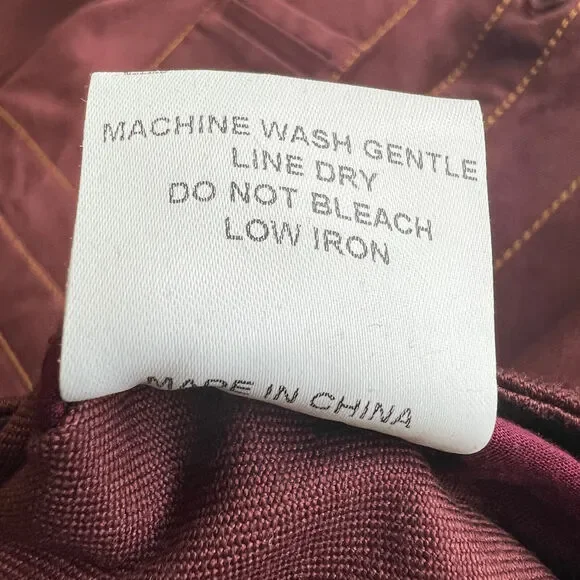 MACHINE WASH GENTLE
LINE DRY
DO NOT BLEACH
LOW IRON
MADE IN CHINA